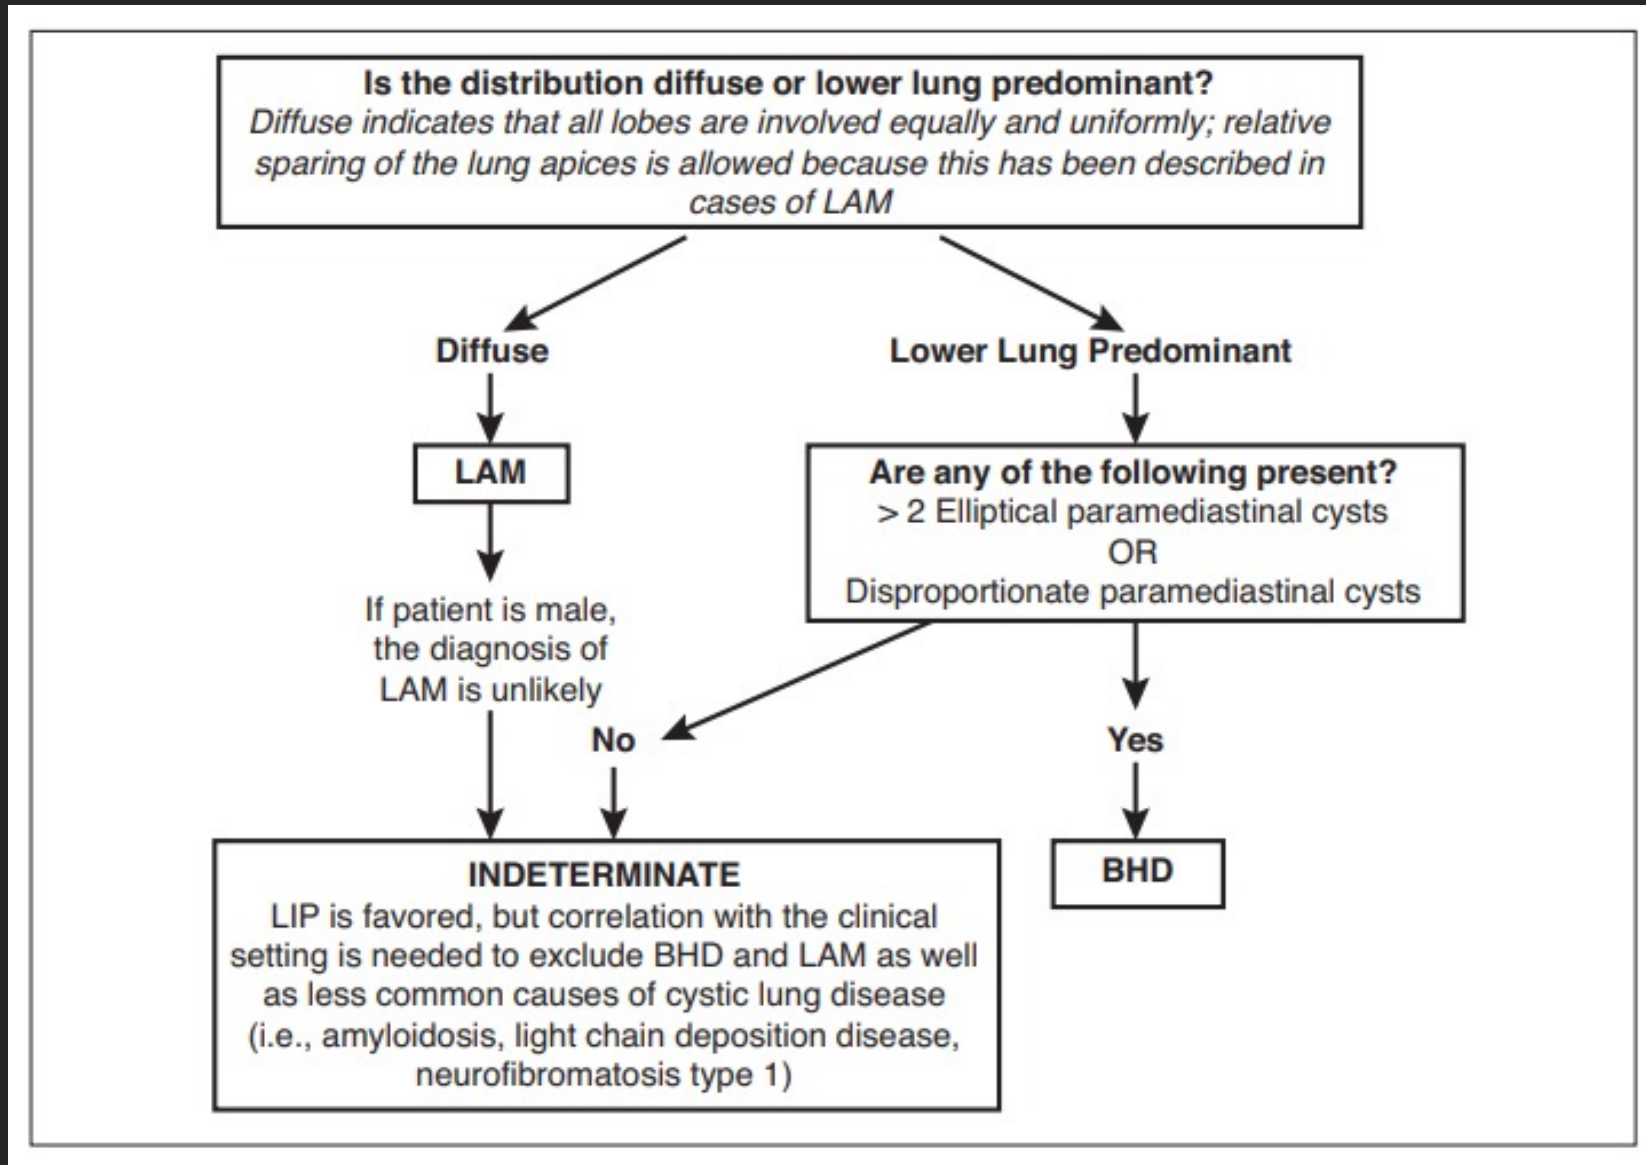 Is the distribution diffuse or lower lung predominant?
Diffuse indicates that all lobes are involved equally and uniformly; relative
sparing of the lung apices is allowed because this has been described in
cases of LAM
Diffuse
Lower Lung Predominant
LAM
Are any of the following present?
> 2 Elliptical paramediastinal cysts
OR
Disproportionate paramediastinal cysts
If patient is male,
the diagnosis of
LAM is unlikely
No
Yes
INDETERMINATE
LIP is favored, but correlation with the clinical
setting is needed to exclude BHD and LAM as well
as less common causes of cystic lung disease
(i.e., amyloidosis, light chain deposition disease,
neurofibromatosis type 1)
BHD